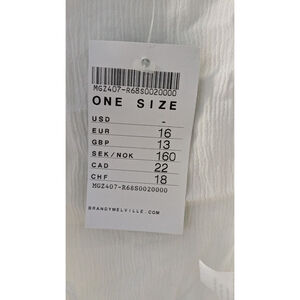 MGZ407-R68S0020000
ONE SIZE
USD -
EUR 16
GBP 13
SEK/NOK 160
CAD 22
CHF 18
MGZ407-R68S0020000
BRANDYMELVILLE.COM